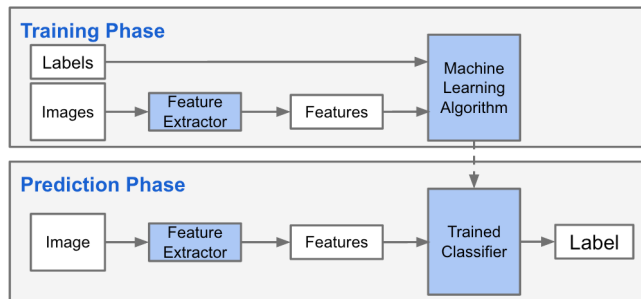 Training Phase
Labels
Images
Feature
Extractor
Features
Machine
Learning
Algorithm
Prediction Phase
Image
Feature
Extractor
Features
Trained
Classifier
Label